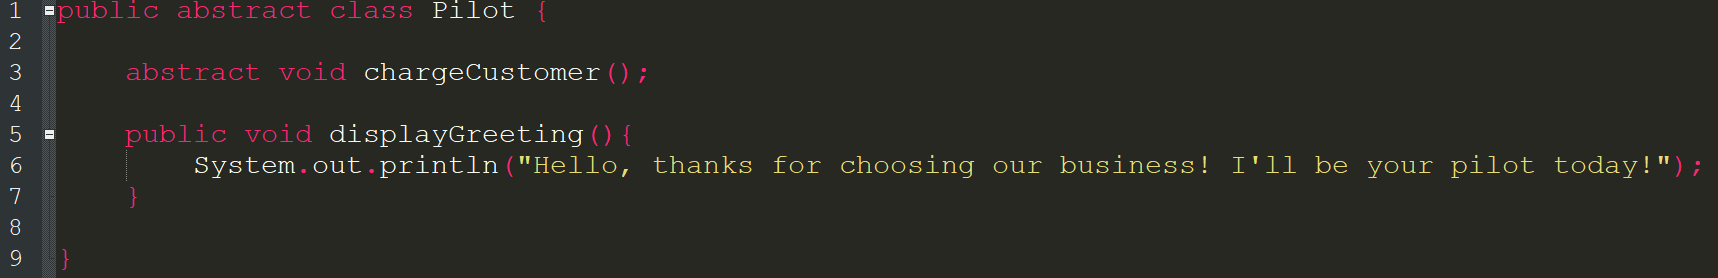 1 public abstract class Pilot {
2
3 abstract void chargeCustomer();
4
5 public void displayGreeting(){
6 System.out.println("Hello, thanks for choosing our business! I'll be your pilot today!");
7 }
8
9 }